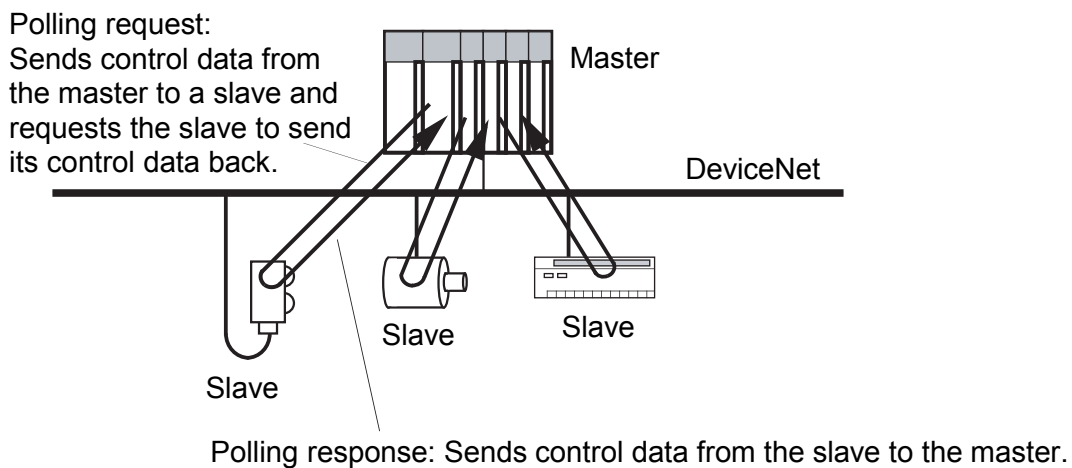 Polling request:
Sends control data from
the master to a slave and
requests the slave to send
its control data back.
Master
DeviceNet
Slave
Slave
Slave
Polling response: Sends control data from the slave to the master.